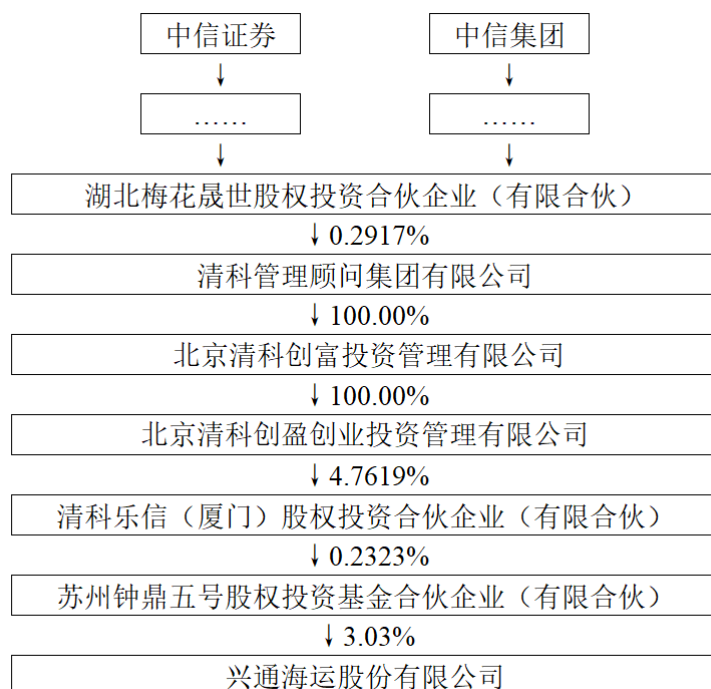 中信证券 中信集团
↓ ↓
…… ……
↓ ↓
湖北梅花晟世股权投资合伙企业（有限合伙）
↓ 0.2917%
清科管理顾问集团有限公司
↓ 100.00%
北京清科创富投资管理有限公司
↓ 100.00%
北京清科创盈创业投资管理有限公司
↓ 4.7619%
清科乐信（厦门）股权投资合伙企业（有限合伙）
↓ 0.2323%
苏州钟鼎五号股权投资基金合伙企业（有限合伙）
↓ 3.03%
兴通海运股份有限公司